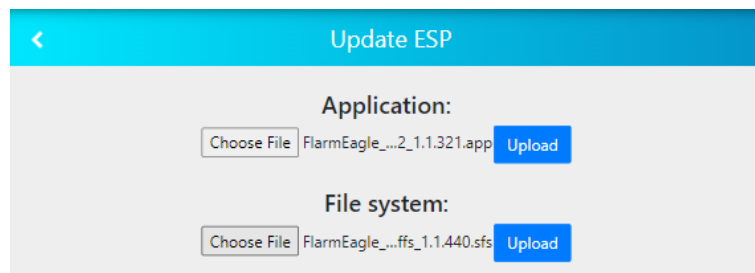 Update ESP
Application:
Choose File FlarmEagle_...2_1.1.321.app Upload
File system:
Choose File FlarmEagle_...ffs_1.1.440.sfs Upload